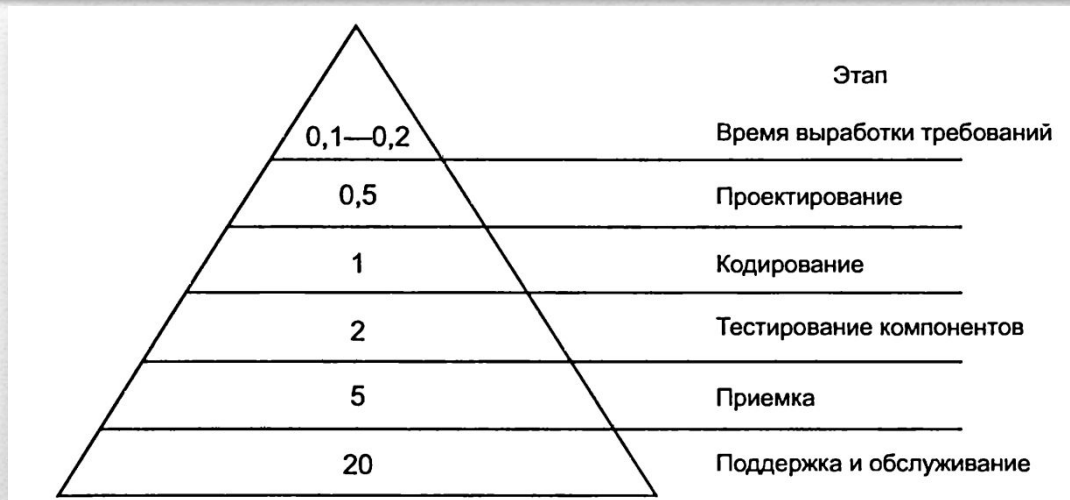 Этап
0,1—0,2 Время выработки требований
0,5 Проектирование
1 Кодирование
2 Тестирование компонентов
5 Приемка
20 Поддержка и обслуживание